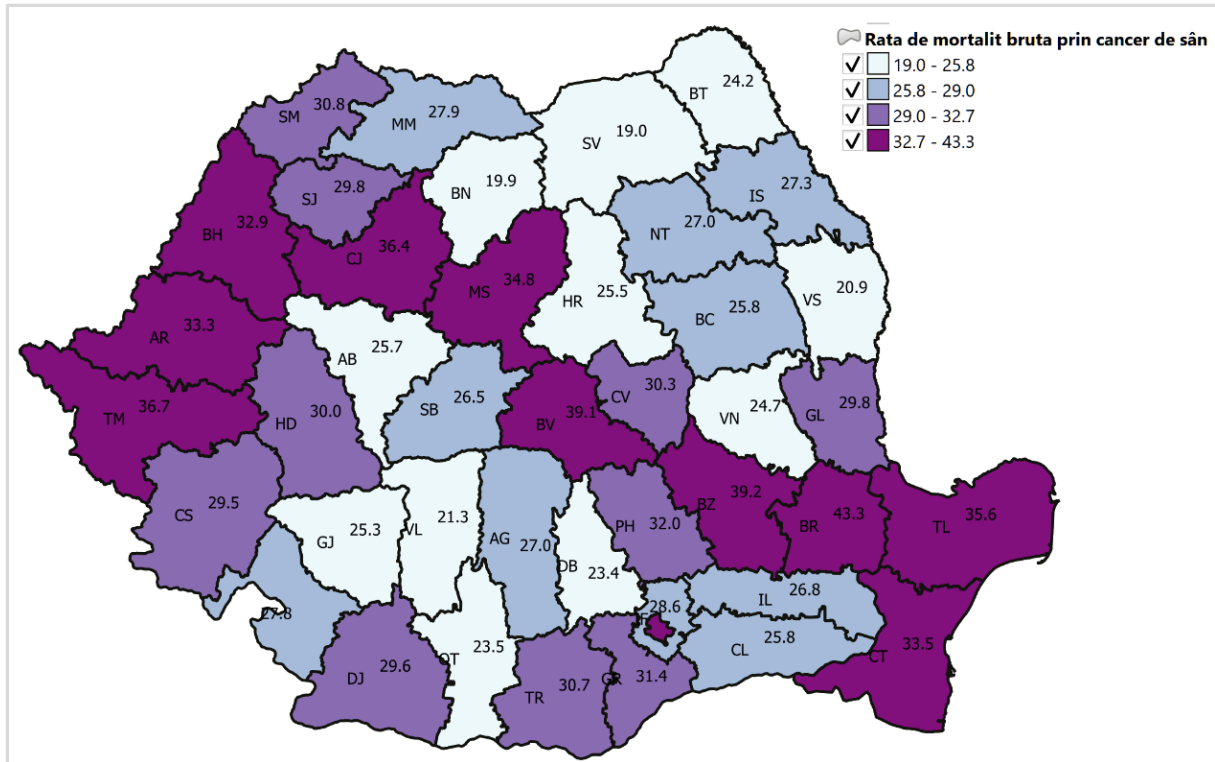 Rata de mortalit bruta prin cancer de sân
19.0 - 25.8
25.8 - 29.0
29.0 - 32.7
32.7 - 43.3
BT 24.2
SM 30.8
MM 27.9
SV 19.0
IS 27.3
SJ 29.8
BN 19.9
NT 27.0
BH 32.9
CJ 36.4
MS 34.8
HR 25.5
BC 25.8
VS 20.9
AR 33.3
AB 25.7
TM 36.7
HD 30.0
SB 26.5
BV 39.1
CV 30.3
VN 24.7
GL 29.8
CS 29.5
GJ 25.3
VL 21.3
AG 27.0
DB 23.4
PH 32.0
BZ 39.2
BR 43.3
TL 35.6
27.8
28.6
IL 26.8
CL 25.8
CT 33.5
DJ 29.6
OT 23.5
TR 30.7
GR 31.4